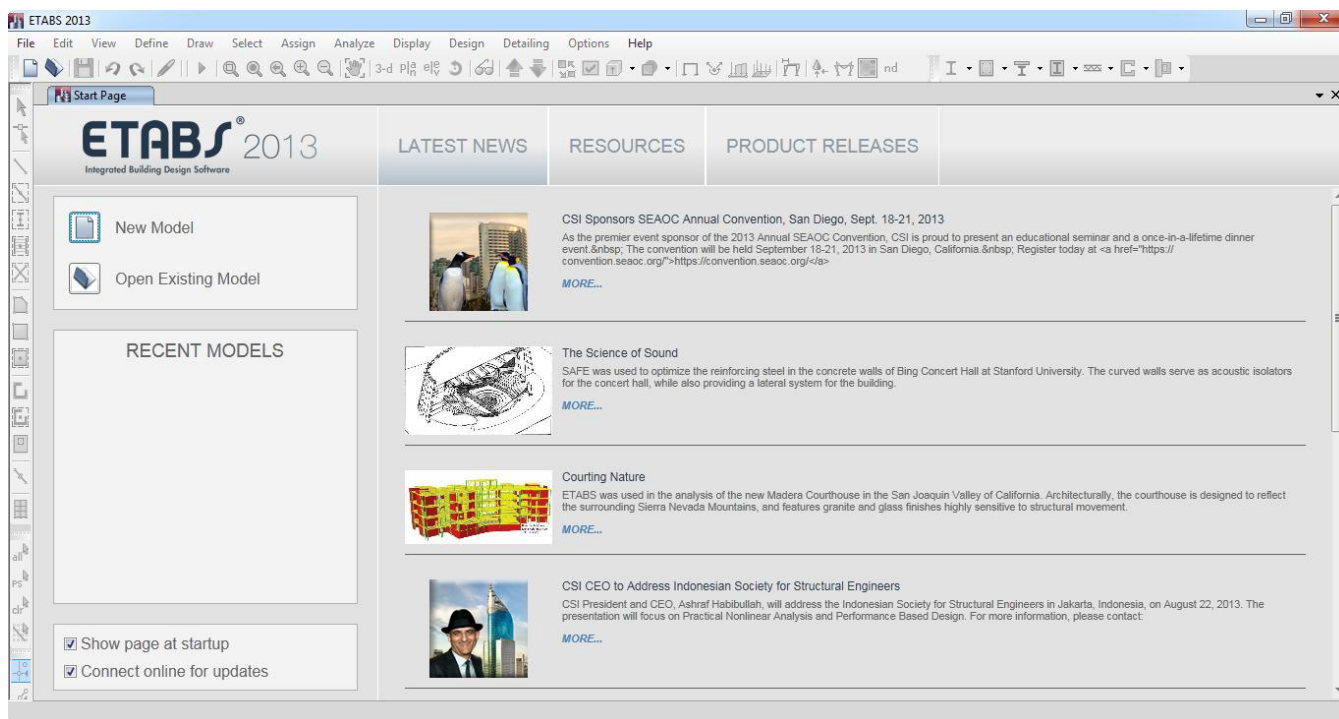 ETABS 2013
File Edit View Define Draw Select Assign Analyze Display Design Detailing Options Help
3-d
nd
Start Page
ETABS® 2013
Integrated Building Design Software
LATEST NEWS RESOURCES PRODUCT RELEASES
New Model
Open Existing Model
RECENT MODELS
Show page at startup
Connect online for updates
CSI Sponsors SEAOC Annual Convention, San Diego, Sept. 18-21, 2013
As the premier event sponsor of the 2013 Annual SEAOC Convention, CSI is proud to present an educational seminar and a once-in-a-lifetime dinner
event.&nbsp; The convention will be held September 18-21, 2013 in San Diego, California.&nbsp; Register today at <a href="https://
convention.seaoc.org/">https://convention.seaoc.org/</a>
MORE...
The Science of Sound
SAFE was used to optimize the reinforcing steel in the concrete walls of Bing Concert Hall at Stanford University. The curved walls serve as acoustic isolators
for the concert hall, while also providing a lateral system for the building.
MORE...
Courting Nature
ETABS was used in the analysis of the new Madera Courthouse in the San Joaquin Valley of California. Architecturally, the courthouse is designed to reflect
the surrounding Sierra Nevada Mountains, and features granite and glass finishes highly sensitive to structural movement.
MORE...
CSI CEO to Address Indonesian Society for Structural Engineers
CSI President and CEO, Ashraf Habibullah, will address the Indonesian Society for Structural Engineers in Jakarta, Indonesia, on August 22, 2013. The
presentation will focus on Practical Nonlinear Analysis and Performance Based Design. For more information, please contact:
MORE...
all
ps
clr